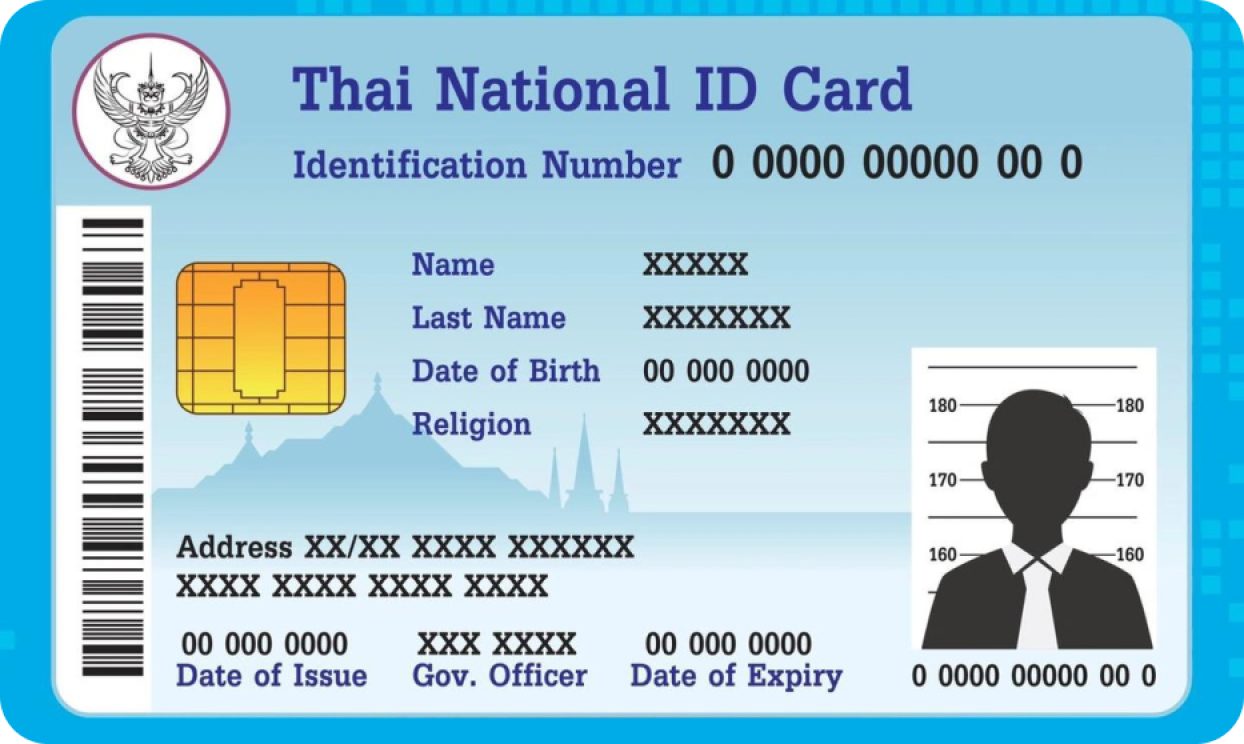 Thai National ID Card
Identification Number 0 0000 00000 00 0
Name XXXXX
Last Name XXXXXXX
Date of Birth 00 000 0000
Religion XXXXXXX
180 180
170 170
160 160
Address XX/XX XXXX XXXXXX
XXXX XXXX XXXX XXXX
00 000 0000 XXX XXXX 00 000 0000
Date of Issue Gov. Officer Date of Expiry
0 0000 00000 00 0